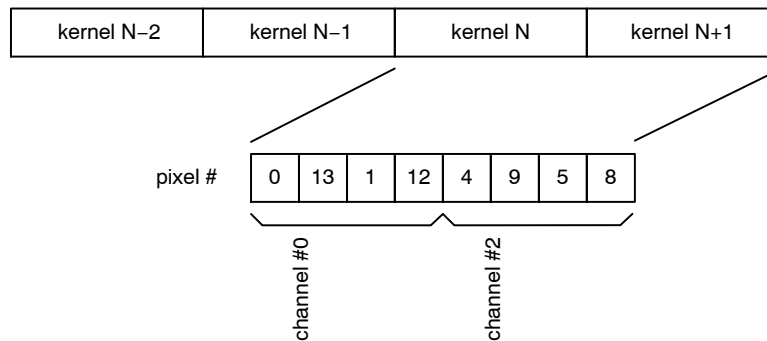 kernel N−2 kernel N−1 kernel N kernel N+1
pixel # 0 13 1 12 4 9 5 8
channel #0
channel #2